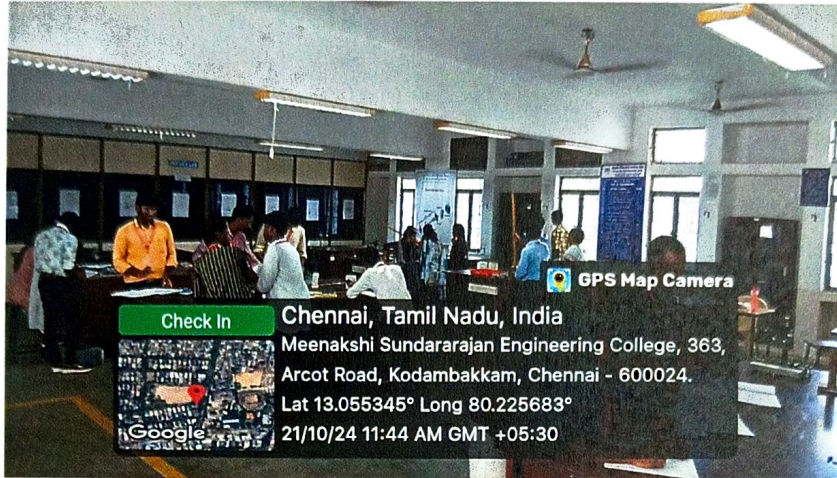 GPS Map Camera
Check In
Chennai, Tamil Nadu, India
Meenakshi Sundararajan Engineering College, 363,
Arcot Road, Kodambakkam, Chennai - 600024.
Lat 13.055345° Long 80.225683°
21/10/24 11:44 AM GMT +05:30
Google